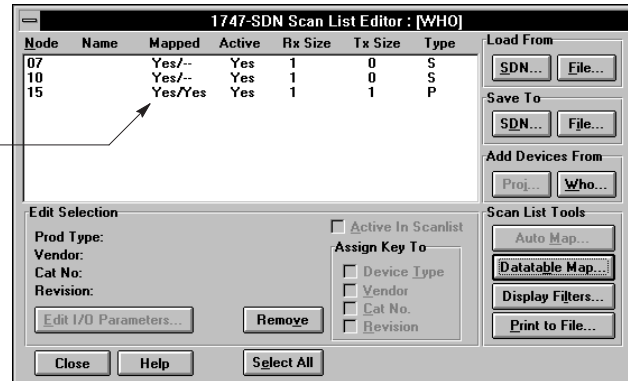 1747-SDN Scan List Editor : [WHO]
Node Name Mapped Active Rx Size Tx Size Type
07 Yes/-- Yes 1 0 S
10 Yes/-- Yes 1 0 S
15 Yes/Yes Yes 1 1 P
Load From
SDN... File...
Save To
SDN... File...
Add Devices From
Proj... Who...
Scan List Tools
Auto Map...
Datatable Map...
Display Filters...
Print to File...
Edit Selection
Prod Type:
Vendor:
Cat No:
Revision:
Edit I/O Parameters...
Remove
Active In Scanlist
Assign Key To
Device Type
Vendor
Cat No.
Revision
Close Help Select All